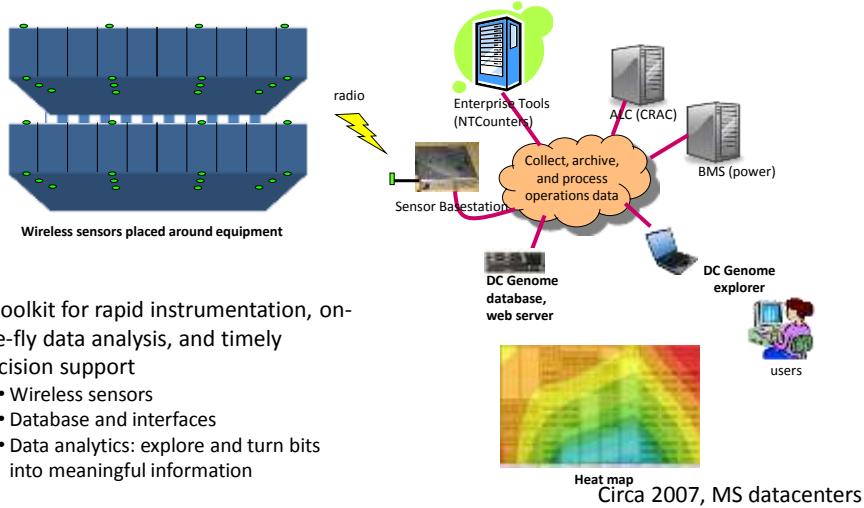 radio
Enterprise Tools
(NTCounters)
ALC (CRAC)
BMS (power)
Collect, archive,
and process
operations data
Sensor Basestation
Wireless sensors placed around equipment
DC Genome
database,
web server
DC Genome
explorer
users
oolkit for rapid instrumentation, on-
e-fly data analysis, and timely
cision support
• Wireless sensors
• Database and interfaces
• Data analytics: explore and turn bits
into meaningful information
Heat map
Circa 2007, MS datacenters